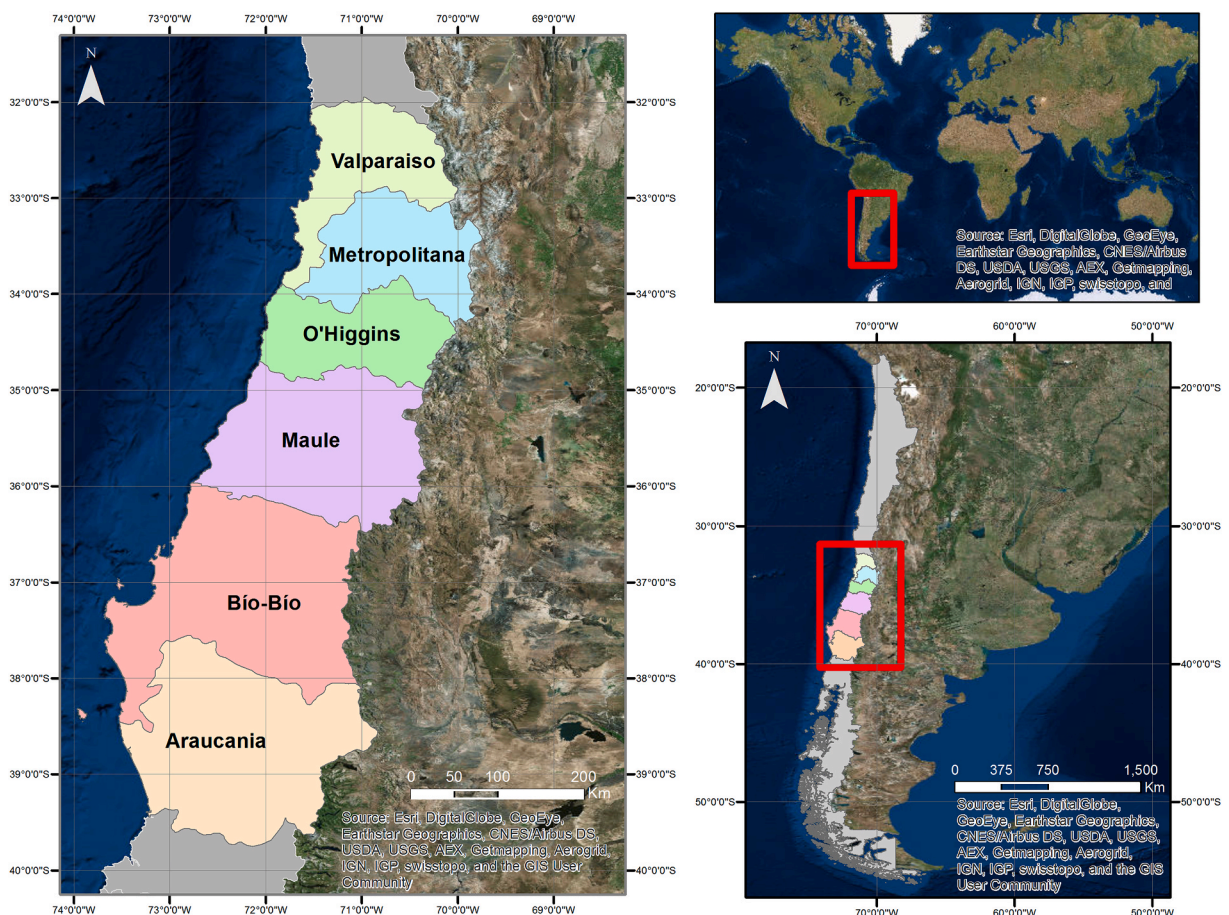 74°0'0"W 73°0'0"W 72°0'0"W 71°0'0"W 70°0'0"W 69°0'0"W
N
32°0'0"S 32°0'0"S
33°0'0"S 33°0'0"S
34°0'0"S 34°0'0"S
35°0'0"S 35°0'0"S
36°0'0"S 36°0'0"S
37°0'0"S 37°0'0"S
38°0'0"S 38°0'0"S
39°0'0"S 39°0'0"S
40°0'0"S 40°0'0"S
Valparaiso
Metropolitana
O'Higgins
Maule
Bío-Bío
Araucania
0 50 100 200
Km
Source: Esri, DigitalGlobe, GeoEye,
Earthstar Geographics, CNES/Airbus DS,
USDA, USGS, AEX, Getmapping, Aerogrid,
IGN, IGP, swisstopo, and the GIS User
Community
74°0'0"W 73°0'0"W 72°0'0"W 71°0'0"W 70°0'0"W 69°0'0"W
Source: Esri, DigitalGlobe, GeoEye,
Earthstar Geographics, CNES/Airbus
DS, USDA, USGS, AEX, Getmapping,
Aerogrid, IGN, IGP, swisstopo, and
70°0'0"W 60°0'0"W 50°0'0"W
N
20°0'0"S 20°0'0"S
30°0'0"S 30°0'0"S
40°0'0"S 40°0'0"S
50°0'0"S 50°0'0"S
0 375 750 1,500
Km
Source: Esri, DigitalGlobe,
GeoEye, Earthstar Geographics,
CNES/Airbus DS, USDA, USGS,
AEX, Getmapping, Aerogrid,
IGN, IGP, swisstopo, and the GIS
User Community
70°0'0"W 60°0'0"W 50°0'0"W